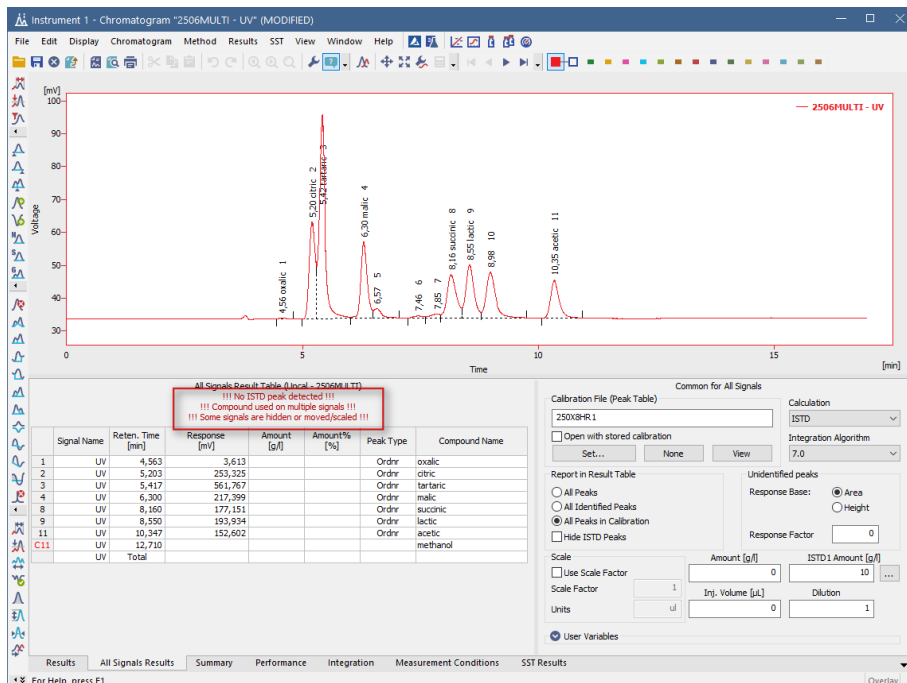 Instrument 1 - Chromatogram "2506MULTI - UV" (MODIFIED)
File Edit Display Chromatogram Method Results SST View Window Help
[mV]
100
90
80
70
60
50
40
30
Voltage
2506MULTI - UV
4,56 oxalic 1
5,20 citric 2
5,42 tartaric 3
6,30 malic 4
6,57 5
7,46 6
7,85 7
8,16 succinic 8
8,55 lactic 9
8,98 10
10,35 acetic 11
0 5 10 15
Time [min]
All Signals Result Table (Uncal - 2506MULTI)
!!! No ISTD peak detected !!!
!!! Compound used on multiple signals !!!
!!! Some signals are hidden or moved/scaled !!!
Signal Name Reten. Time [min] Response [mV] Amount [g/l] Amount% [%] Peak Type Compound Name
1 UV 4,563 3,613 Ordnr oxalic
2 UV 5,203 253,325 Ordnr citric
3 UV 5,417 561,767 Ordnr tartaric
4 UV 6,300 217,399 Ordnr malic
8 UV 8,160 177,151 Ordnr succinic
9 UV 8,550 193,934 Ordnr lactic
11 UV 10,347 152,602 Ordnr acetic
C11 UV 12,710 methanol
UV Total
Common for All Signals
Calibration File (Peak Table)
250X8HR1
Open with stored calibration
Set... None View
Calculation
ISTD
Integration Algorithm
7.0
Report in Result Table
All Peaks
All Identified Peaks
All Peaks in Calibration
Hide ISTD Peaks
Unidentified peaks
Response Base: Area
Height
Response Factor 0
Scale
Use Scale Factor
Scale Factor 1
Units ul
Amount [g/l]
0
ISTD1 Amount [g/l]
10 ...
Inj. Volume [µL]
0
Dilution
1
User Variables
Results All Signals Results Summary Performance Integration Measurement Conditions SST Results
For Help, press F1 Overlay